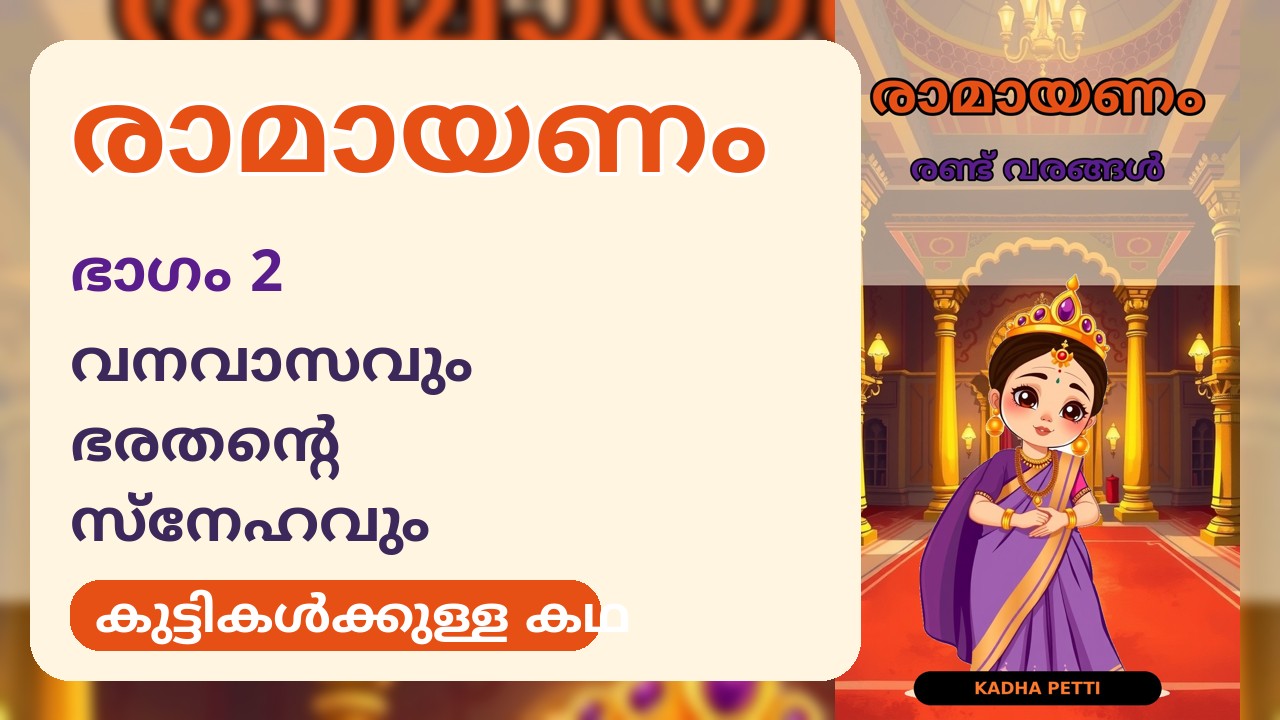 രാമായണം
ഭാഗം 2
വനവാസവും
ഭരതന്റെ
സ്നേഹവും
കുട്ടികൾക്കുള്ള കഥ
രാമായണം
രണ്ട് വരങ്ങൾ
KADHA PETTI